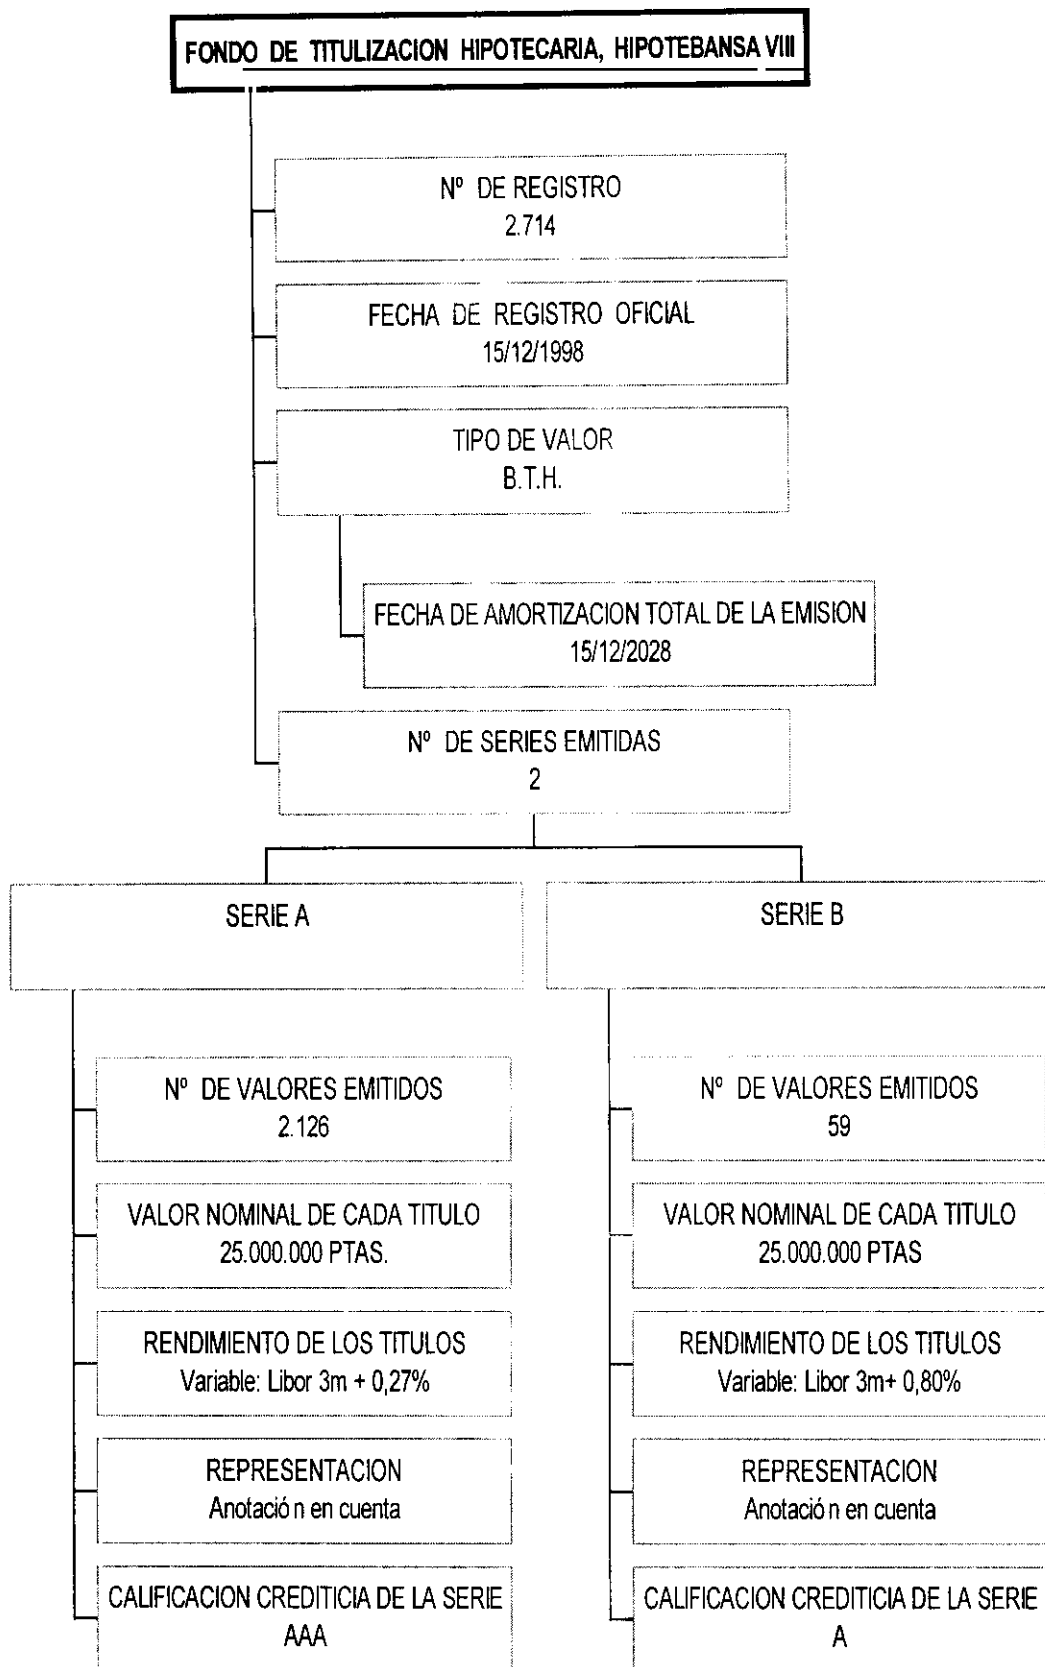 FONDO DE TITULIZACION HIPOTECARIA, HIPOTEBANSA VIII
Nº DE REGISTRO
2.714
FECHA DE REGISTRO OFICIAL
15/12/1998
TIPO DE VALOR
B.T.H.
FECHA DE AMORTIZACION TOTAL DE LA EMISION
15/12/2028
Nº DE SERIES EMITIDAS
2
SERIE A
Nº DE VALORES EMITIDOS
2.126
VALOR NOMINAL DE CADA TITULO
25.000.000 PTAS.
RENDIMIENTO DE LOS TITULOS
Variable: Libor 3m + 0,27%
REPRESENTACION
Anotación en cuenta
CALIFICACION CREDITICIA DE LA SERIE
AAA
SERIE B
Nº DE VALORES EMITIDOS
59
VALOR NOMINAL DE CADA TITULO
25.000.000 PTAS
RENDIMIENTO DE LOS TITULOS
Variable: Libor 3m+ 0,80%
REPRESENTACION
Anotación en cuenta
CALIFICACION CREDITICIA DE LA SERIE
A